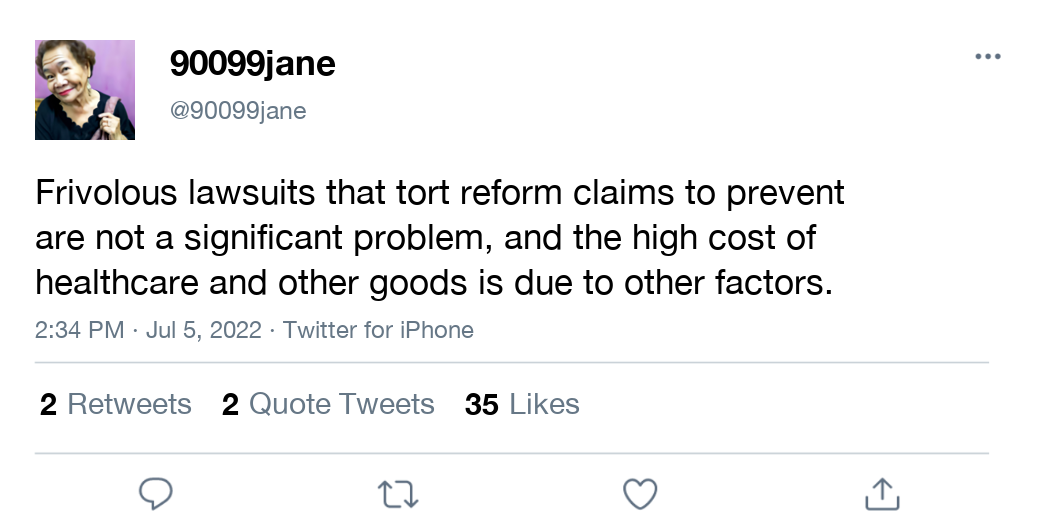 90099jane
@90099jane
Frivolous lawsuits that tort reform claims to prevent
are not a significant problem, and the high cost of
healthcare and other goods is due to other factors.
2:34 PM · Jul 5, 2022 · Twitter for iPhone
2 Retweets 2 Quote Tweets 35 Likes